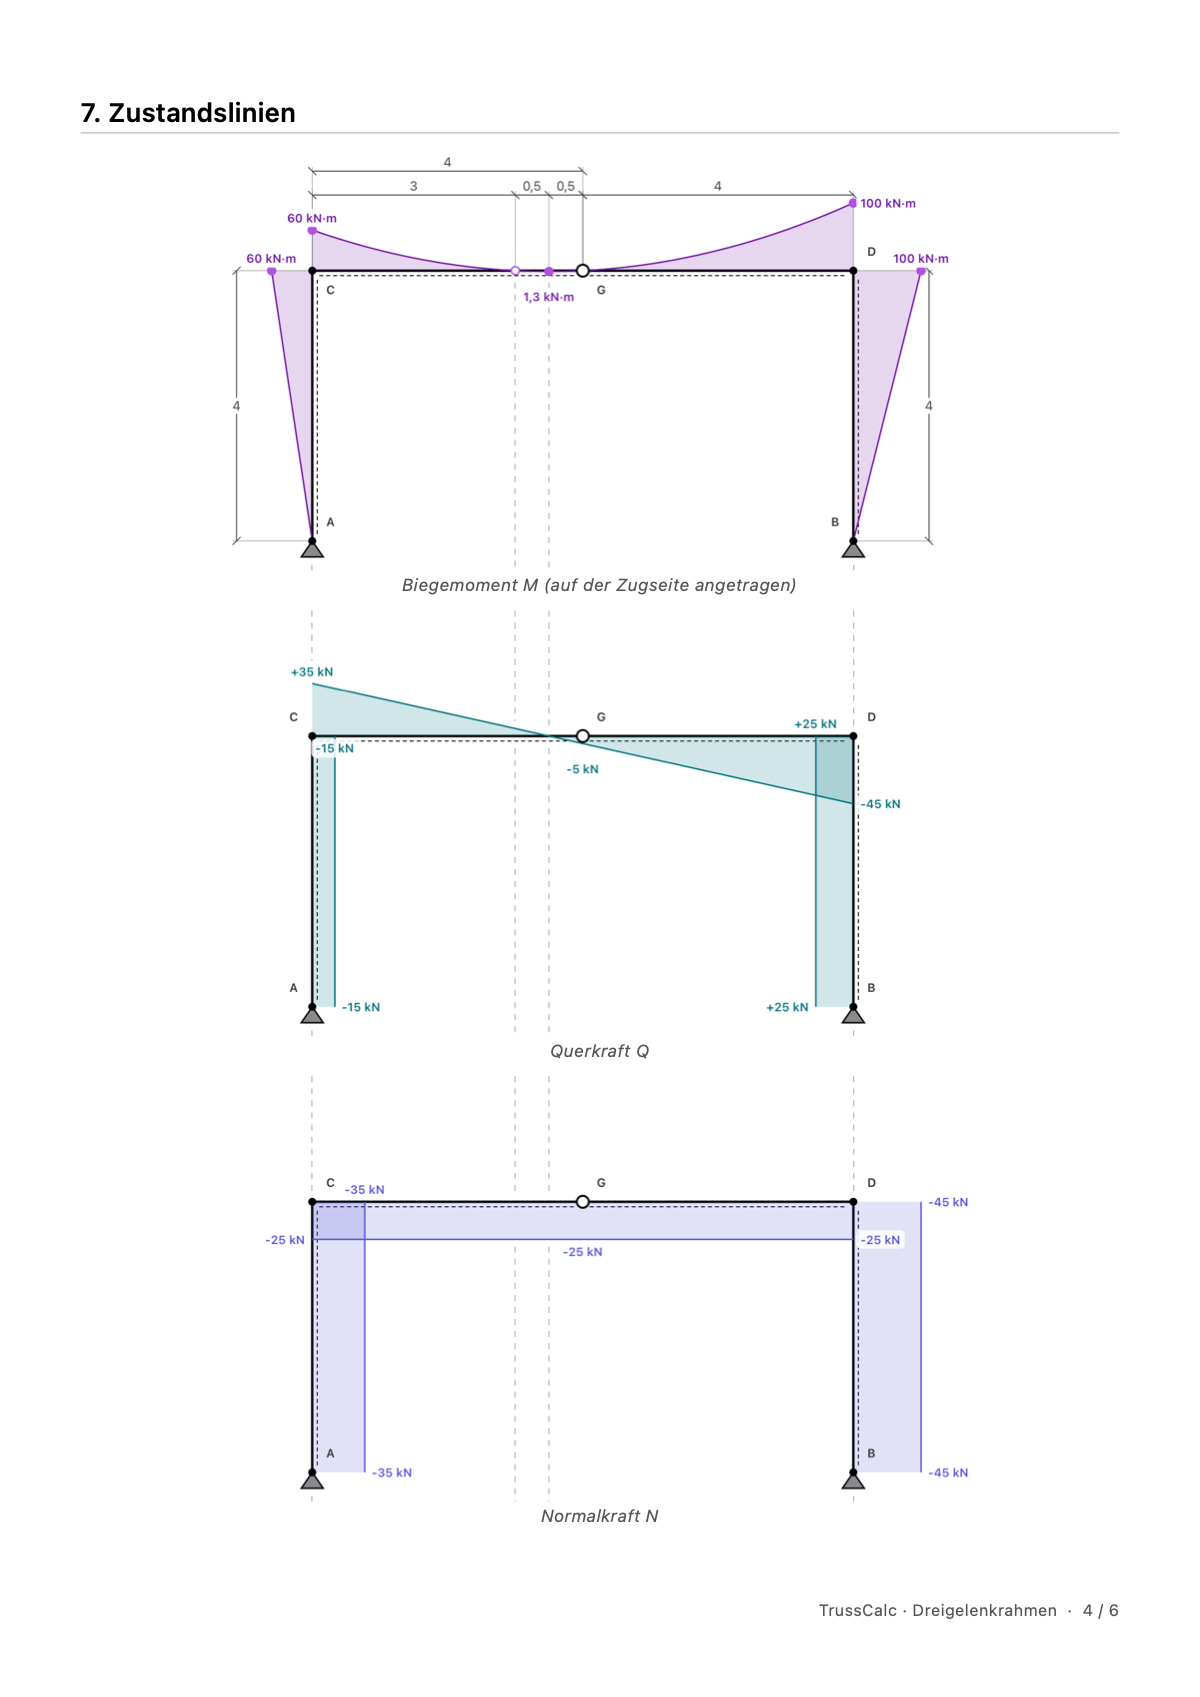 7. Zustandslinien
4
3
0,5
0,5
4
100 kN·m
60 kN·m
D
60 kN·m
100 kN·m
C
1,3 kN·m
G
4
4
A
B
Biegemoment M (auf der Zugseite angetragen)
+35 kN
C
G
+25 kN
D
-15 kN
-5 kN
-45 kN
A
B
-15 kN
+25 kN
Querkraft Q
C
-35 kN
G
D
-45 kN
-25 kN
-25 kN
-25 kN
A
B
-35 kN
-45 kN
Normalkraft N
TrussCalc · Dreigelenkrahmen · 4 / 6